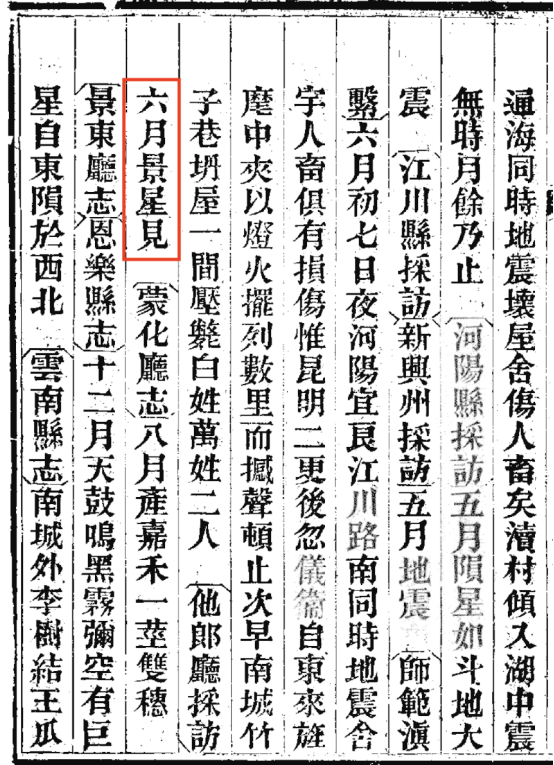 通海同時地震壞屋舍傷人畜矣瀆村傾入湖中震
無時月餘乃止 河陽縣採訪五月隕星如斗地大
震 江川縣採訪新興州採訪五月地震 師範滇
繫六月初七日夜河陽宜良江川路南同時地震舍
宇人畜俱有損傷惟昆明二更後忽儀衛自東來旌
麾中夾以燈火擺列數里而撼聲頓止次早南城竹
子巷坍屋一間壓斃白姓萬姓二人 他郎廳採訪
六月景星見 蒙化廳志八月產嘉禾一莖雙穗
景東廳志恩樂縣志十二月天鼓鳴黑霧彌空有巨
星自東隕於西北 雲南縣志南城外李樹結王瓜